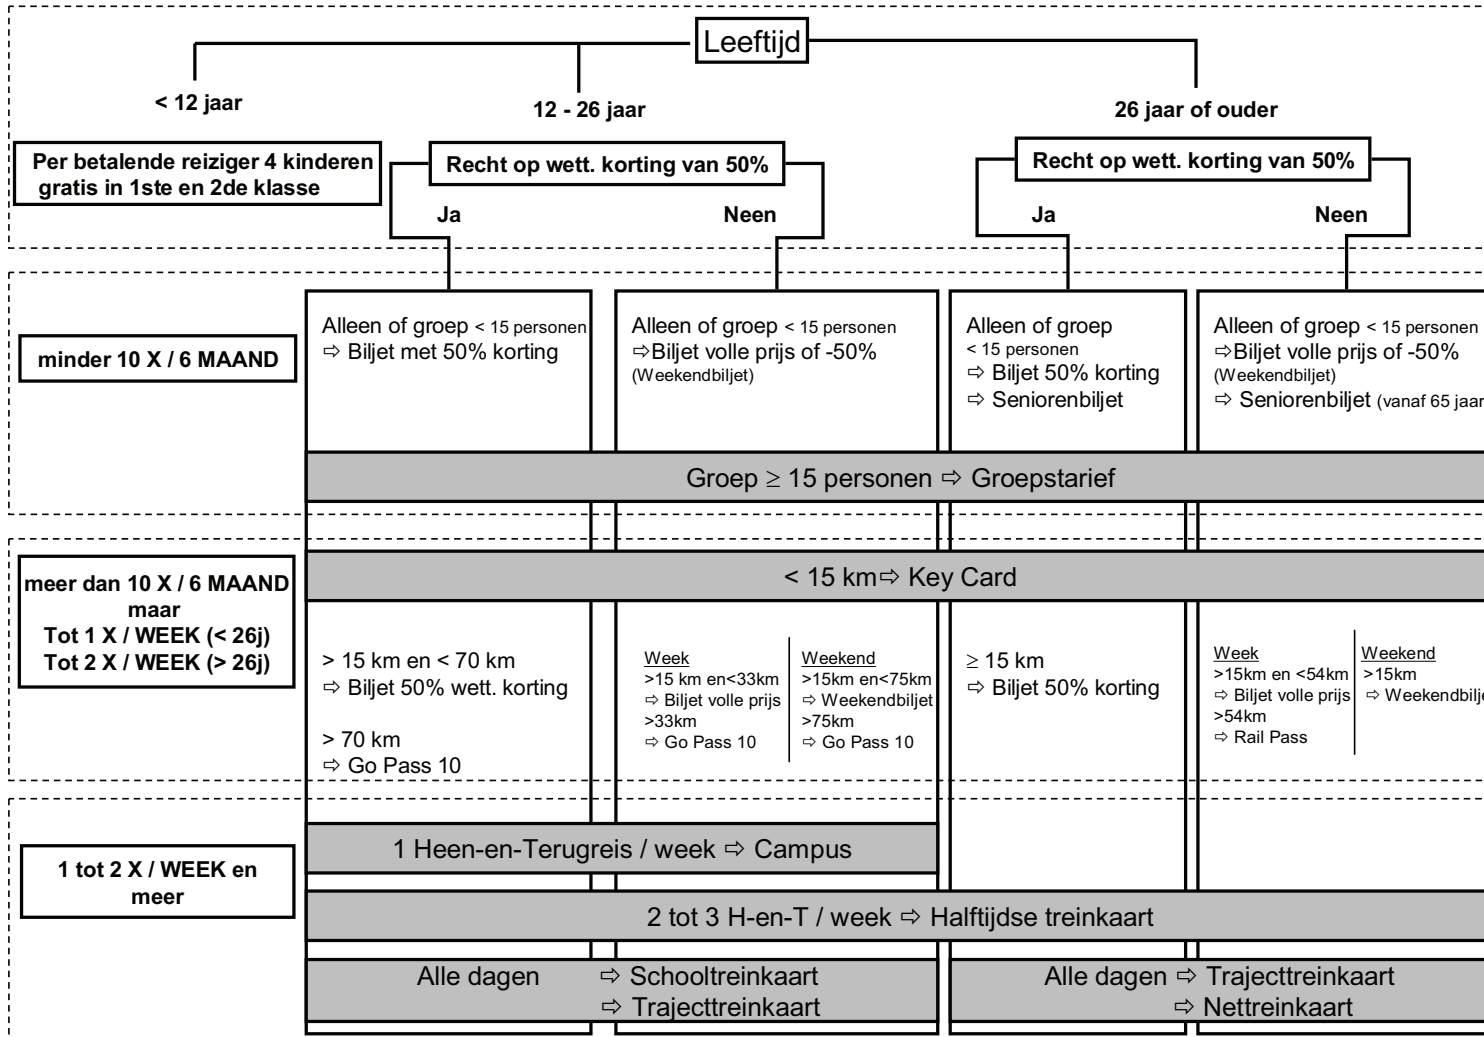 Leeftijd
< 12 jaar
12 - 26 jaar
26 jaar of ouder
Per betalende reiziger 4 kinderen
gratis in 1ste en 2de klasse
Recht op wett. korting van 50%
Ja
Neen
Recht op wett. korting van 50%
Ja
Neen
minder 10 X / 6 MAAND
Alleen of groep < 15 personen
⇨ Biljet met 50% korting
Alleen of groep < 15 personen
⇨Biljet volle prijs of -50%
(Weekendbiljet)
Alleen of groep
< 15 personen
⇨ Biljet 50% korting
⇨ Seniorenbiljet
Alleen of groep < 15 personen
⇨Biljet volle prijs of -50%
(Weekendbiljet)
⇨ Seniorenbiljet (vanaf 65 jaar
Groep ≥ 15 personen ⇨ Groepstarief
meer dan 10 X / 6 MAAND
maar
Tot 1 X / WEEK (< 26j)
Tot 2 X / WEEK (> 26j)
< 15 km⇨ Key Card
> 15 km en < 70 km
⇨ Biljet 50% wett. korting
> 70 km
⇨ Go Pass 10
Week
>15 km en<33km
⇨ Biljet volle prijs
>33km
⇨ Go Pass 10
Weekend
>15km en<75km
⇨ Weekendbiljet
>75km
⇨ Go Pass 10
≥ 15 km
⇨ Biljet 50% korting
Week
>15km en <54km
⇨ Biljet volle prijs
>54km
⇨ Rail Pass
Weekend
>15km
⇨ Weekendbilje
1 tot 2 X / WEEK en
meer
1 Heen-en-Terugreis / week ⇨ Campus
2 tot 3 H-en-T / week ⇨ Halftijdse treinkaart
Alle dagen ⇨ Schooltreinkaart
⇨ Trajecttreinkaart
Alle dagen ⇨ Trajecttreinkaart
⇨ Nettreinkaart